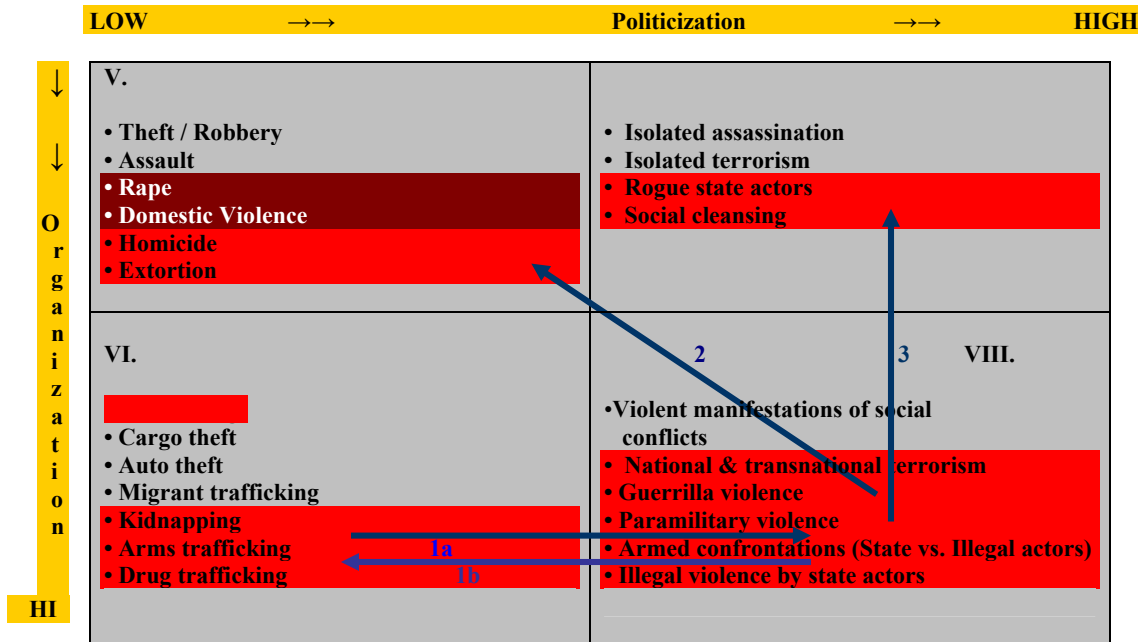 LOW →→ Politicization →→ HIGH
↓
↓
Organization
HI
V.
• Theft / Robbery
• Assault
• Rape
• Domestic Violence
• Homicide
• Extortion
• Isolated assassination
• Isolated terrorism
• Rogue state actors
• Social cleansing
VI.
• Cargo theft
• Auto theft
• Migrant trafficking
• Kidnapping
• Arms trafficking
• Drug trafficking
1a
1b
2
3
VIII.
•Violent manifestations of social
conflicts
• National & transnational terrorism
• Guerrilla violence
• Paramilitary violence
• Armed confrontations (State vs. Illegal actors)
• Illegal violence by state actors